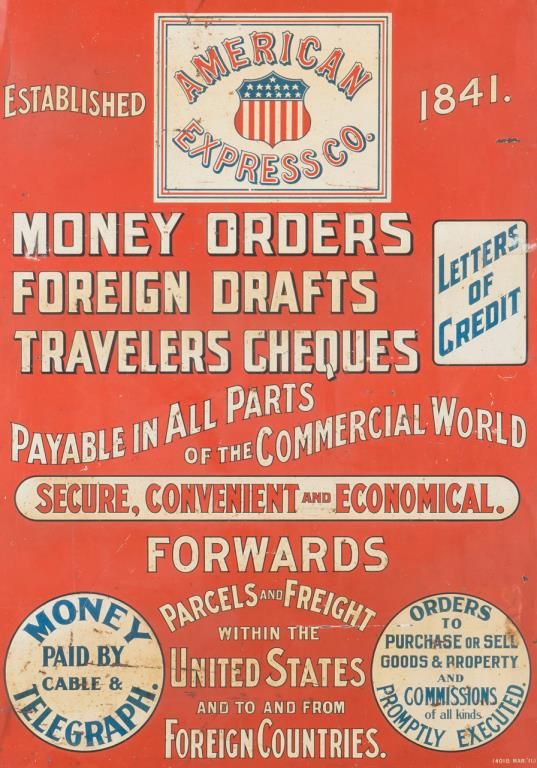 AMERICAN
EXPRESS CO.
ESTABLISHED
1841.
MONEY ORDERS
FOREIGN DRAFTS
TRAVELERS CHEQUES
LETTERS
OF
CREDIT
PAYABLE IN ALL PARTS
OF THE COMMERCIAL WORLD
SECURE, CONVENIENT AND ECONOMICAL.
FORWARDS
PARCELS AND FREIGHT
WITHIN THE
UNITED STATES
AND TO AND FROM
FOREIGN COUNTRIES.
MONEY
PAID BY
CABLE &
TELEGRAPH.
ORDERS
TO
PURCHASE OR SELL
GOODS & PROPERTY
AND
COMMISSIONS
of all kinds
PROMPTLY EXECUTED.